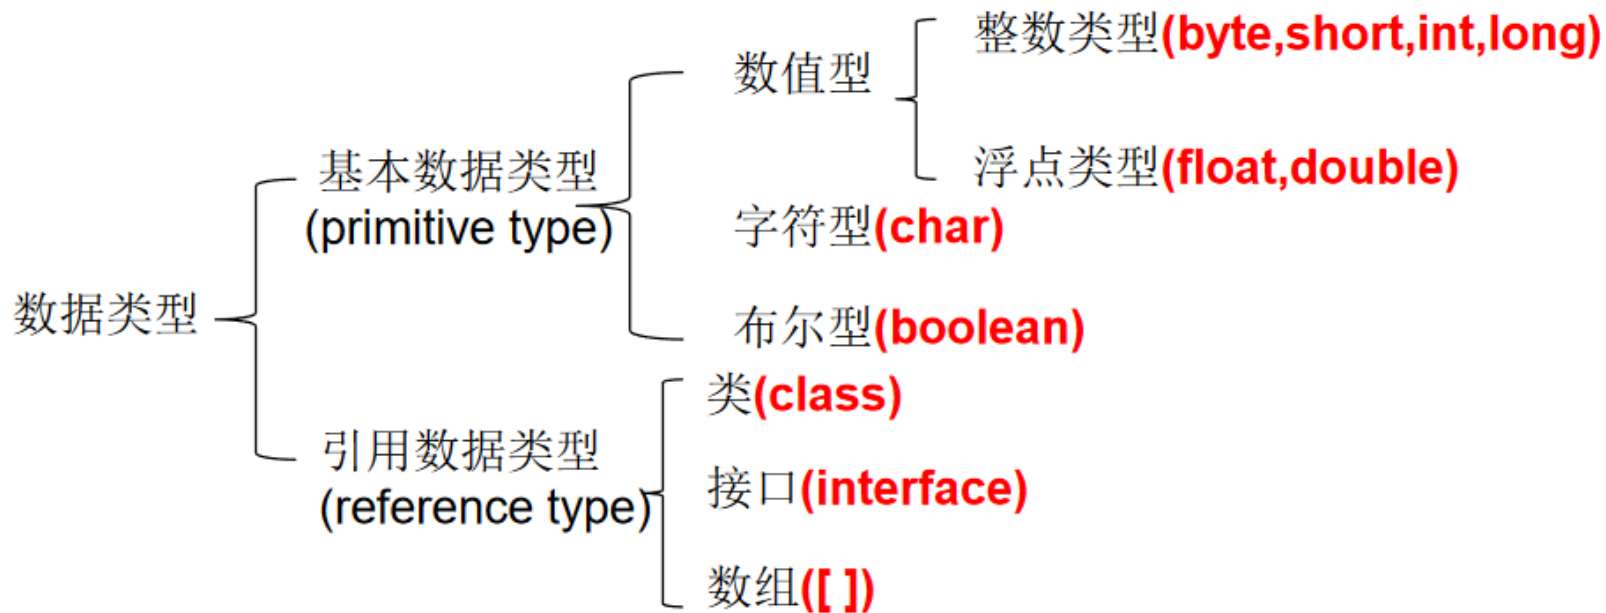 数据类型
基本数据类型
(primitive type)
数值型
整数类型(byte,short,int,long)
浮点类型(float,double)
字符型(char)
布尔型(boolean)
引用数据类型
(reference type)
类(class)
接口(interface)
数组([ ])